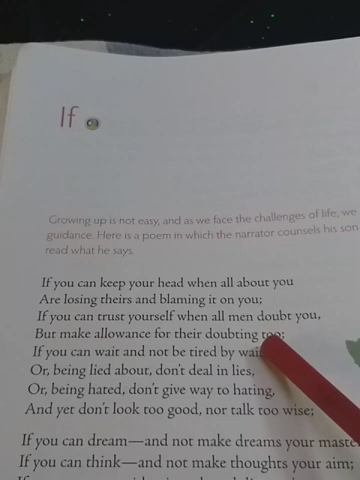 If
Growing up is not easy, and as we face the challenges of life, we
guidance. Here is a poem in which the narrator counsels his son
read what he says.
If you can keep your head when all about you
Are losing theirs and blaming it on you;
If you can trust yourself when all men doubt you,
But make allowance for their doubting too;
If you can wait and not be tired by
Or, being lied about, don't deal in lies,
Or, being hated, don't give way to hating,
And yet don't look too good, nor talk too wise;
If you can dream—and not make dreams your
If you can think—and not make thoughts your aim;